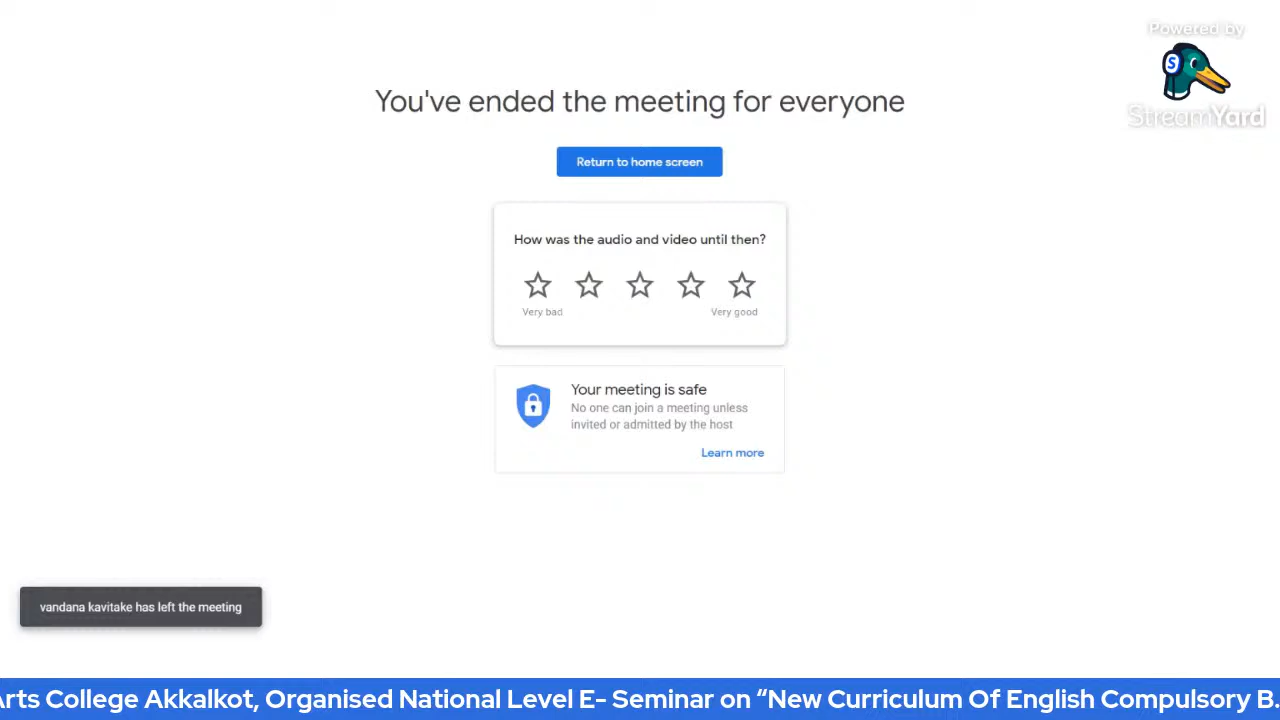 Powered by
S
StreamYard
You've ended the meeting for everyone
Return to home screen
How was the audio and video until then?
Very bad
Very good
Your meeting is safe
No one can join a meeting unless
invited or admitted by the host
Learn more
vandana kavitake has left the meeting
Arts College Akkalkot, Organised National Level E- Seminar on “New Curriculum Of English Compulsory B.